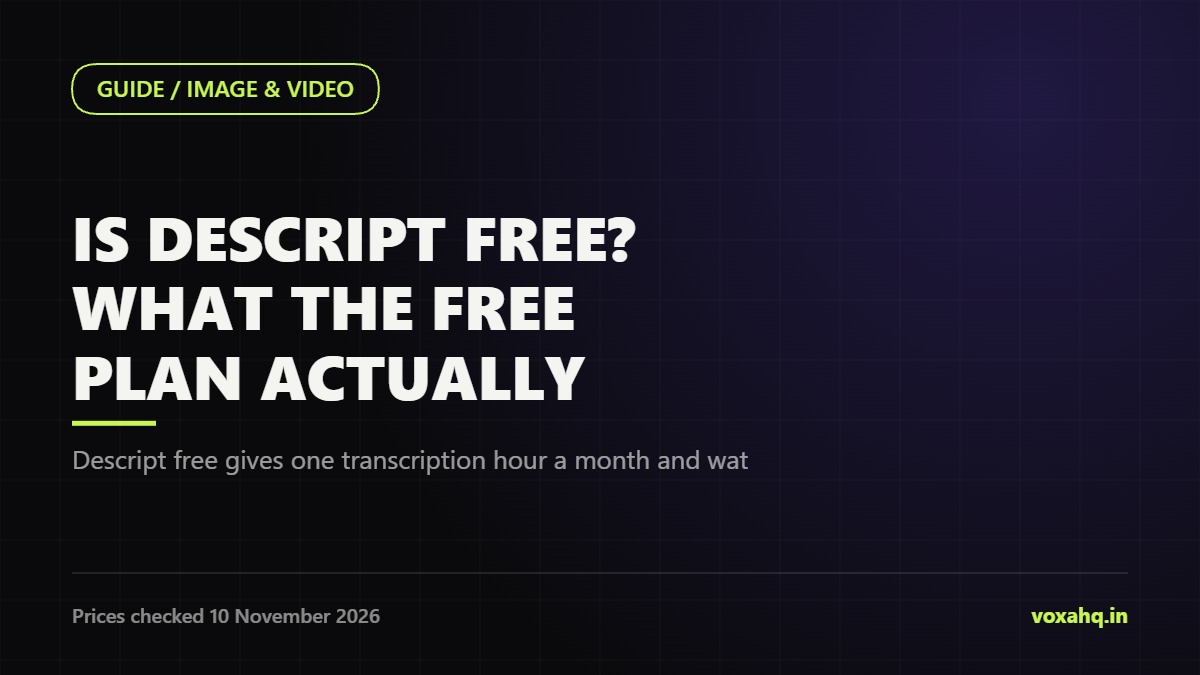 GUIDE / IMAGE & VIDEO
IS DESCRIPT FREE?
WHAT THE FREE
PLAN ACTUALLY
Descript free gives one transcription hour a month and wat
Prices checked 10 November 2026
voxahq.in